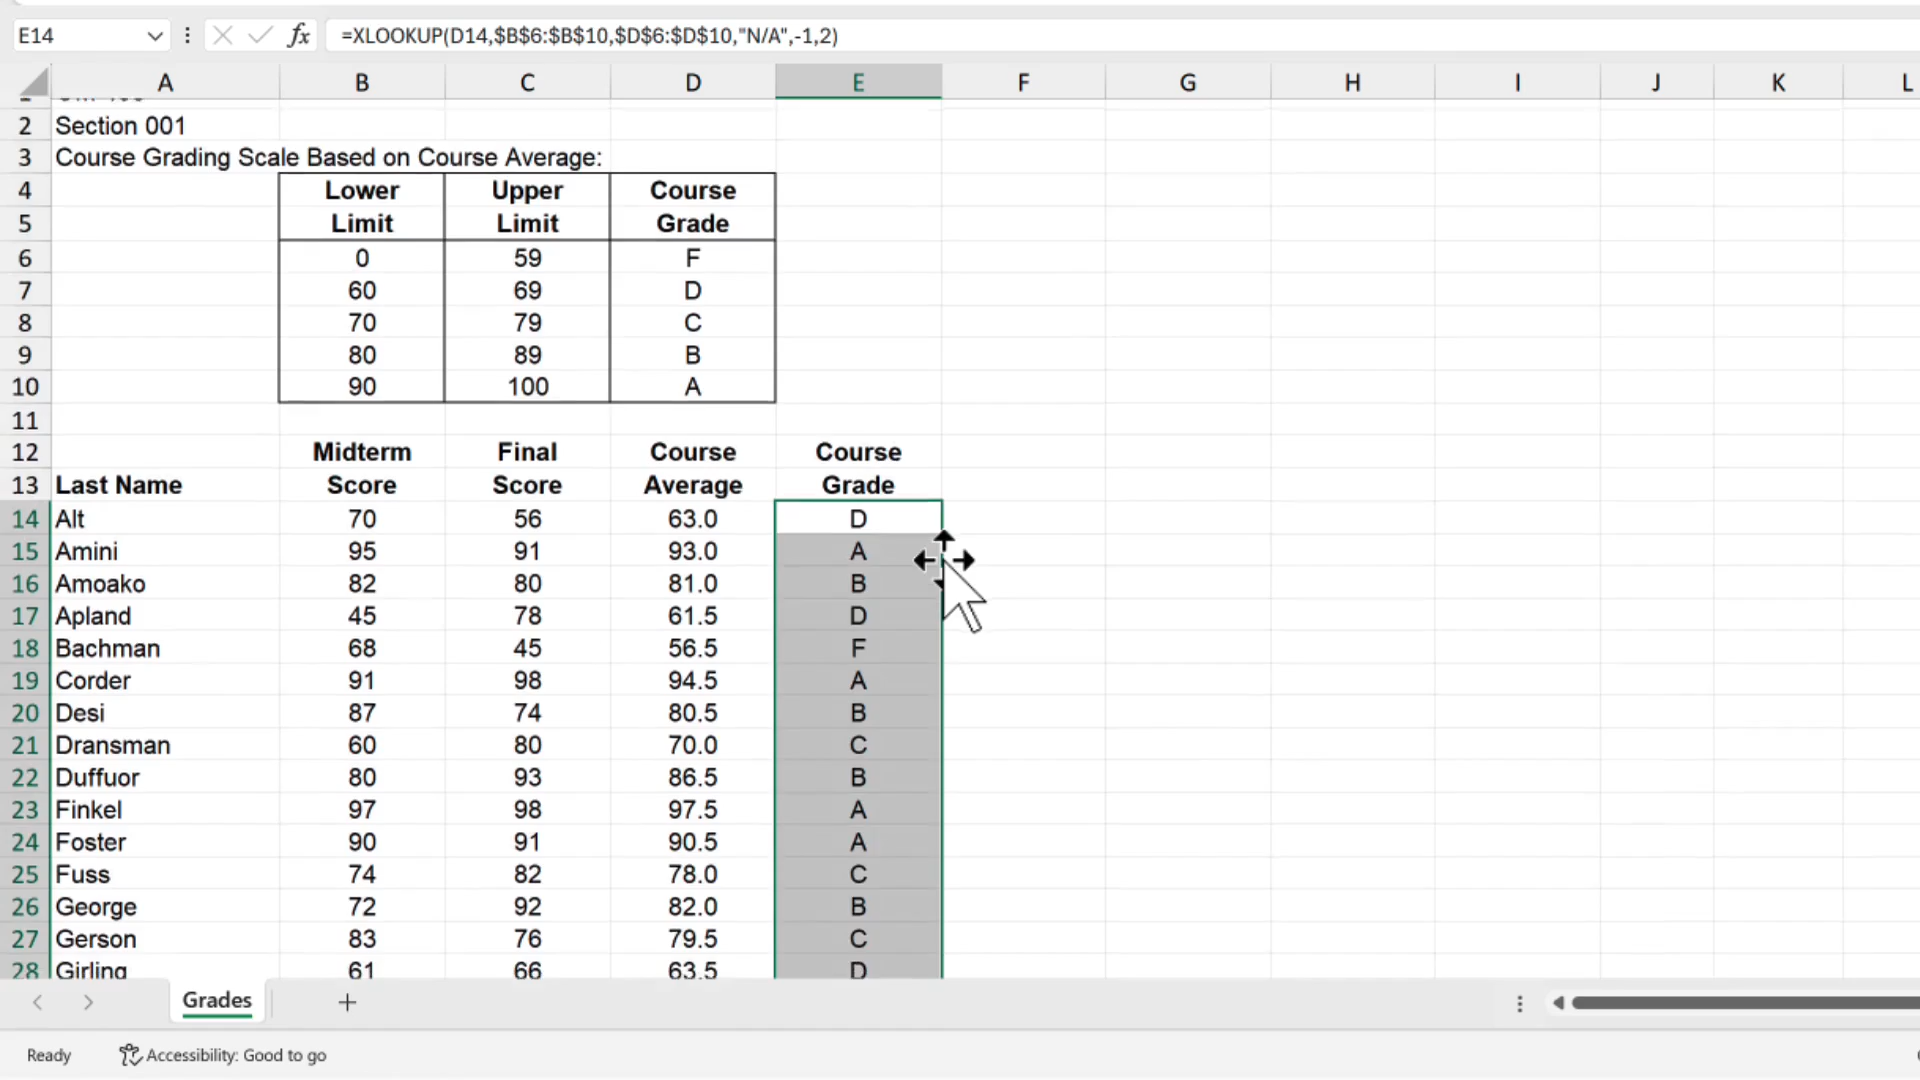 E14 fx =XLOOKUP(D14,$B$6:$B$10,$D$6:$D$10,"N/A",-1,2)
A B C D E F G H I J K L
2 Section 001
3 Course Grading Scale Based on Course Average:
4 Lower Upper Course
5 Limit Limit Grade
6 0 59 F
7 60 69 D
8 70 79 C
9 80 89 B
10 90 100 A
11
12 Midterm Final Course Course
13 Last Name Score Score Average Grade
14 Alt 70 56 63.0 D
15 Amini 95 91 93.0 A
16 Amoako 82 80 81.0 B
17 Apland 45 78 61.5 D
18 Bachman 68 45 56.5 F
19 Corder 91 98 94.5 A
20 Desi 87 74 80.5 B
21 Dransman 60 80 70.0 C
22 Duffuor 80 93 86.5 B
23 Finkel 97 98 97.5 A
24 Foster 90 91 90.5 A
25 Fuss 74 82 78.0 C
26 George 72 92 82.0 B
27 Gerson 83 76 79.5 C
28 Girling 61 66 63.5 D
Grades
Ready Accessibility: Good to go